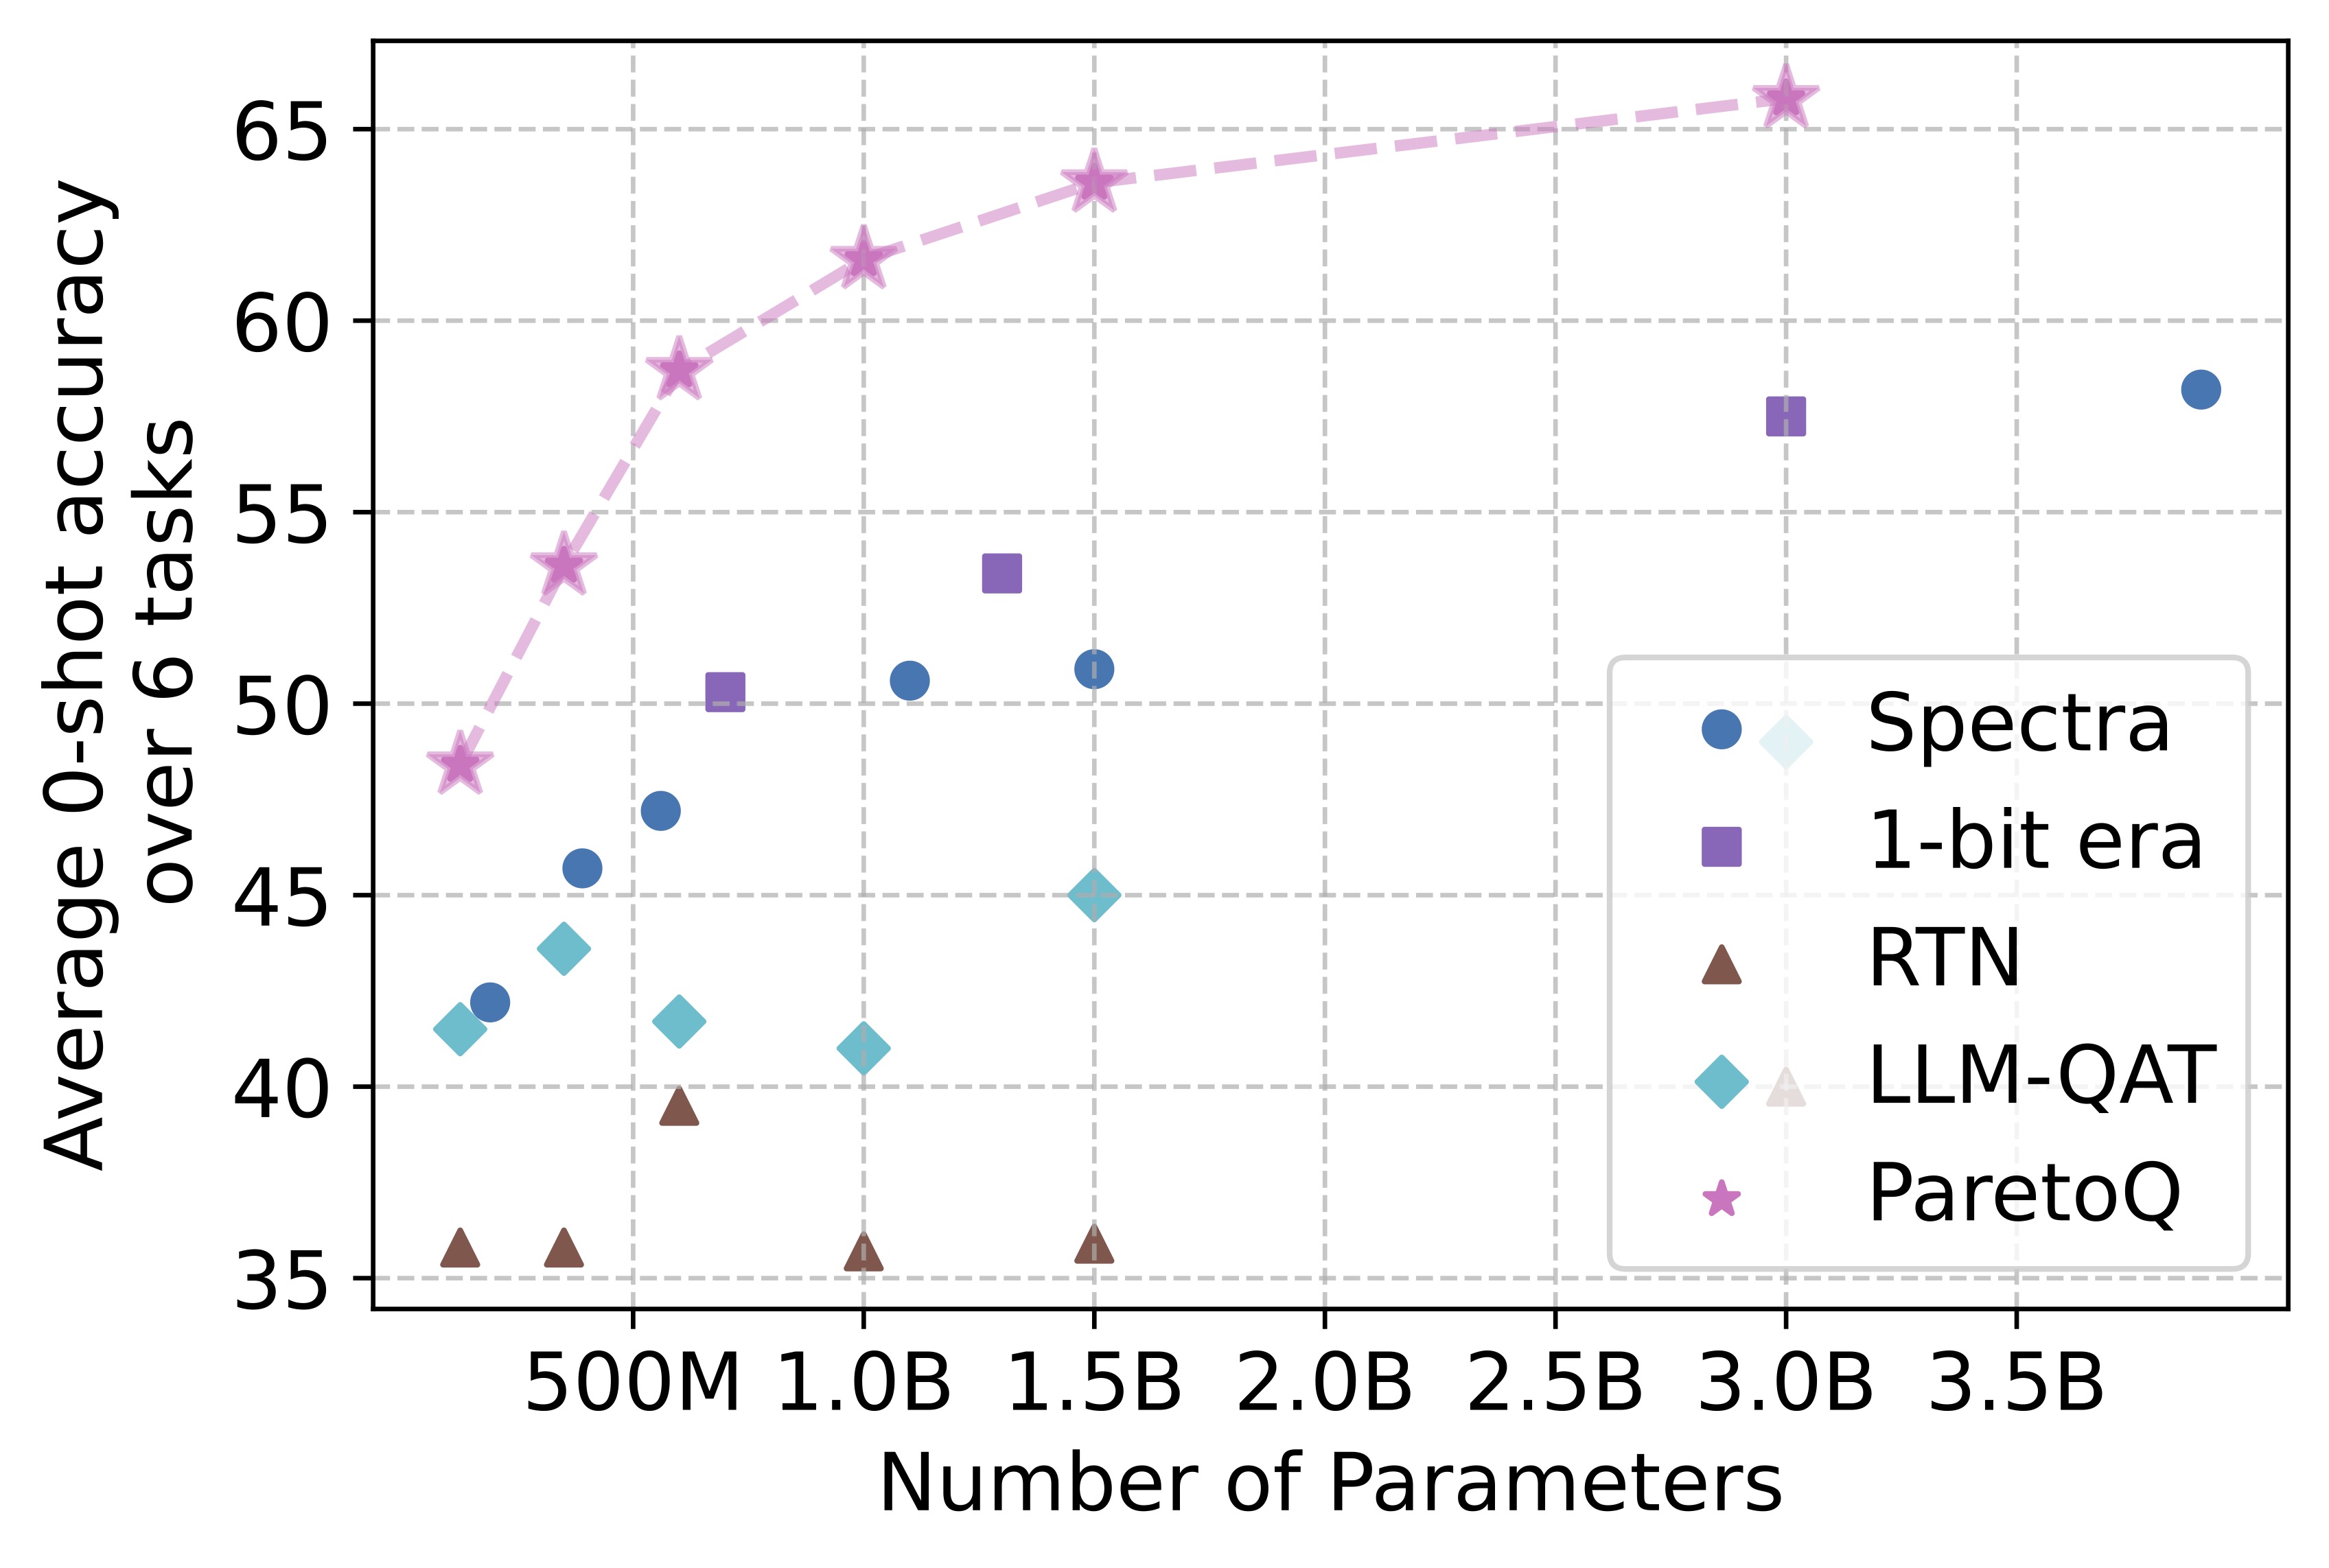 Average 0-shot accuracy
over 6 tasks
65
60
55
50
45
40
35
500M 1.0B 1.5B 2.0B 2.5B 3.0B 3.5B
Number of Parameters
Spectra
1-bit era
RTN
LLM-QAT
ParetoQ